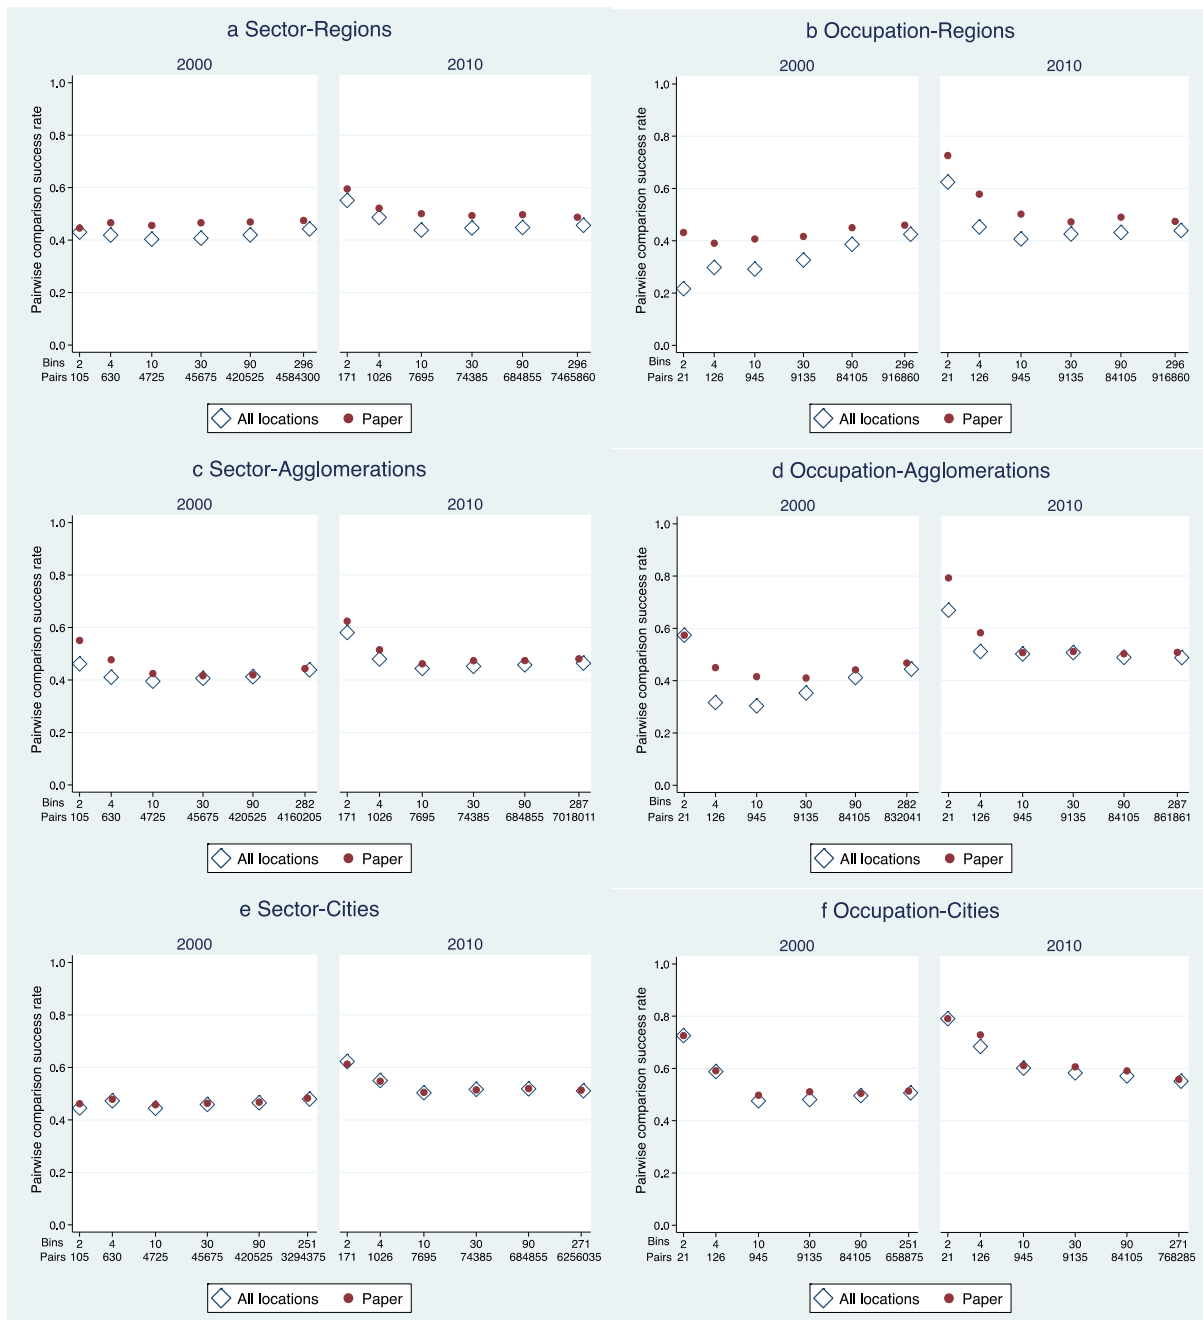 a Sector-Regions
2000 2010
Pairwise comparison success rate
1.0
0.8
0.6
0.4
0.2
0.0
Bins 2 4 10 30 90 296 2 4 10 30 90 296
Pairs 105 630 4725 45675 420525 4584300 171 1026 7695 74385 684855 7465860
All locations Paper
b Occupation-Regions
2000 2010
Pairwise comparison success rate
1.0
0.8
0.6
0.4
0.2
0.0
Bins 2 4 10 30 90 296 2 4 10 30 90 296
Pairs 21 126 945 9135 84105 916860 21 126 945 9135 84105 916860
All locations Paper
c Sector-Agglomerations
2000 2010
Pairwise comparison success rate
1.0
0.8
0.6
0.4
0.2
0.0
Bins 2 4 10 30 90 282 2 4 10 30 90 287
Pairs 105 630 4725 45675 420525 4160205 171 1026 7695 74385 684855 7018011
All locations Paper
d Occupation-Agglomerations
2000 2010
Pairwise comparison success rate
1.0
0.8
0.6
0.4
0.2
0.0
Bins 2 4 10 30 90 282 2 4 10 30 90 287
Pairs 21 126 945 9135 84105 832041 21 126 945 9135 84105 861861
All locations Paper
e Sector-Cities
2000 2010
Pairwise comparison success rate
1.0
0.8
0.6
0.4
0.2
0.0
Bins 2 4 10 30 90 251 2 4 10 30 90 271
Pairs 105 630 4725 45675 420525 3294375 171 1026 7695 74385 684855 6256035
All locations Paper
f Occupation-Cities
2000 2010
Pairwise comparison success rate
1.0
0.8
0.6
0.4
0.2
0.0
Bins 2 4 10 30 90 251 2 4 10 30 90 271
Pairs 21 126 945 9135 84105 658875 21 126 945 9135 84105 768285
All locations Paper